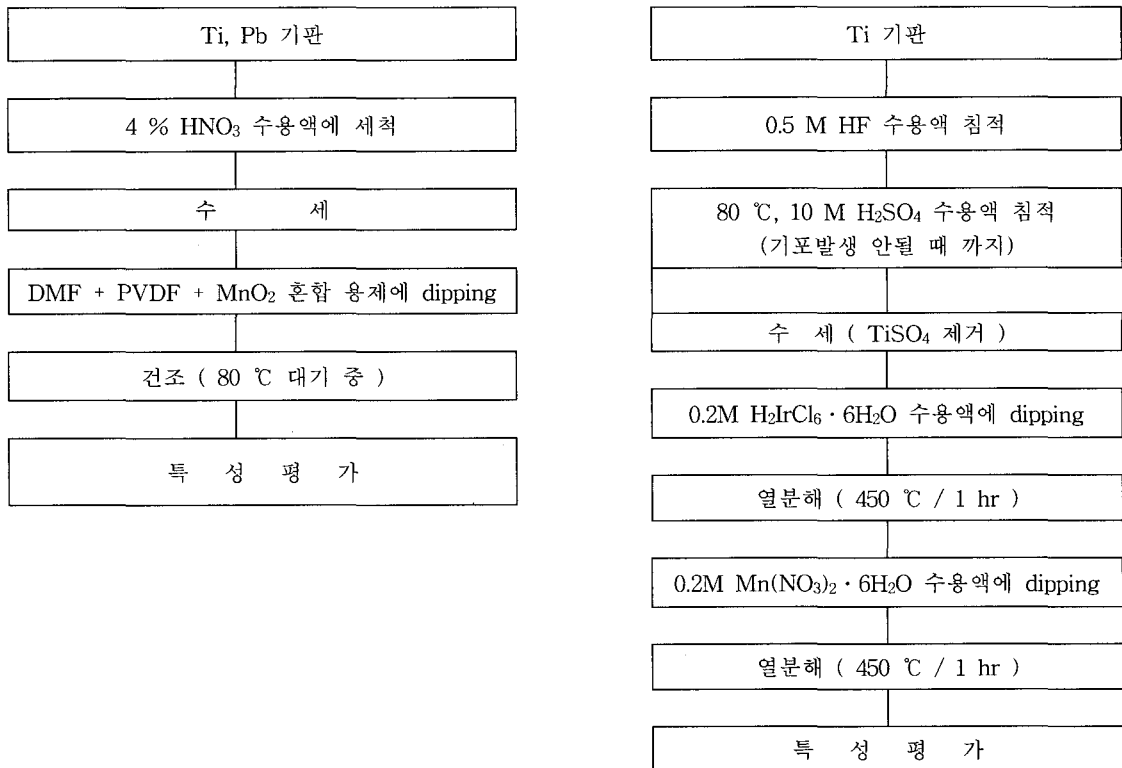 Ti, Pb 기판
4 % HNO₃ 수용액에 세척
수 세
DMF + PVDF + MnO₂ 혼합 용제에 dipping
건조 ( 80 ℃ 대기 중 )
특 성 평 가
Ti 기판
0.5 M HF 수용액 침적
80 ℃, 10 M H₂SO₄ 수용액 침적
(기포발생 안될 때 까지)
수 세 ( TiSO₄ 제거 )
0.2M H₂IrCl₆ · 6H₂O 수용액에 dipping
열분해 ( 450 ℃ / 1 hr )
0.2M Mn(NO₃)₂ · 6H₂O 수용액에 dipping
열분해 ( 450 ℃ / 1 hr )
특 성 평 가